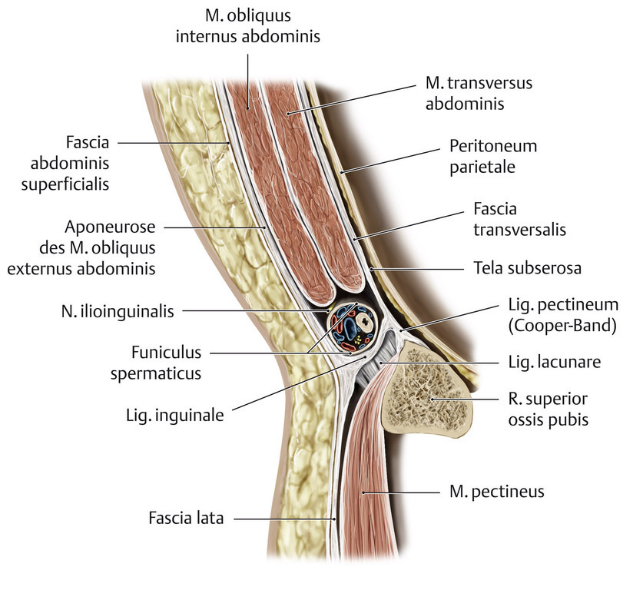 M. obliquus
internus abdominis
M. transversus
abdominis
Fascia
abdominis
superficialis
Peritoneum
parietale
Fascia
transversalis
Aponeurose
des M. obliquus
externus abdominis
Tela subserosa
N. ilioinguinalis
Lig. pectineum
(Cooper-Band)
Funiculus
spermaticus
Lig. lacunare
Lig. inguinale
R. superior
ossis pubis
M. pectineus
Fascia lata